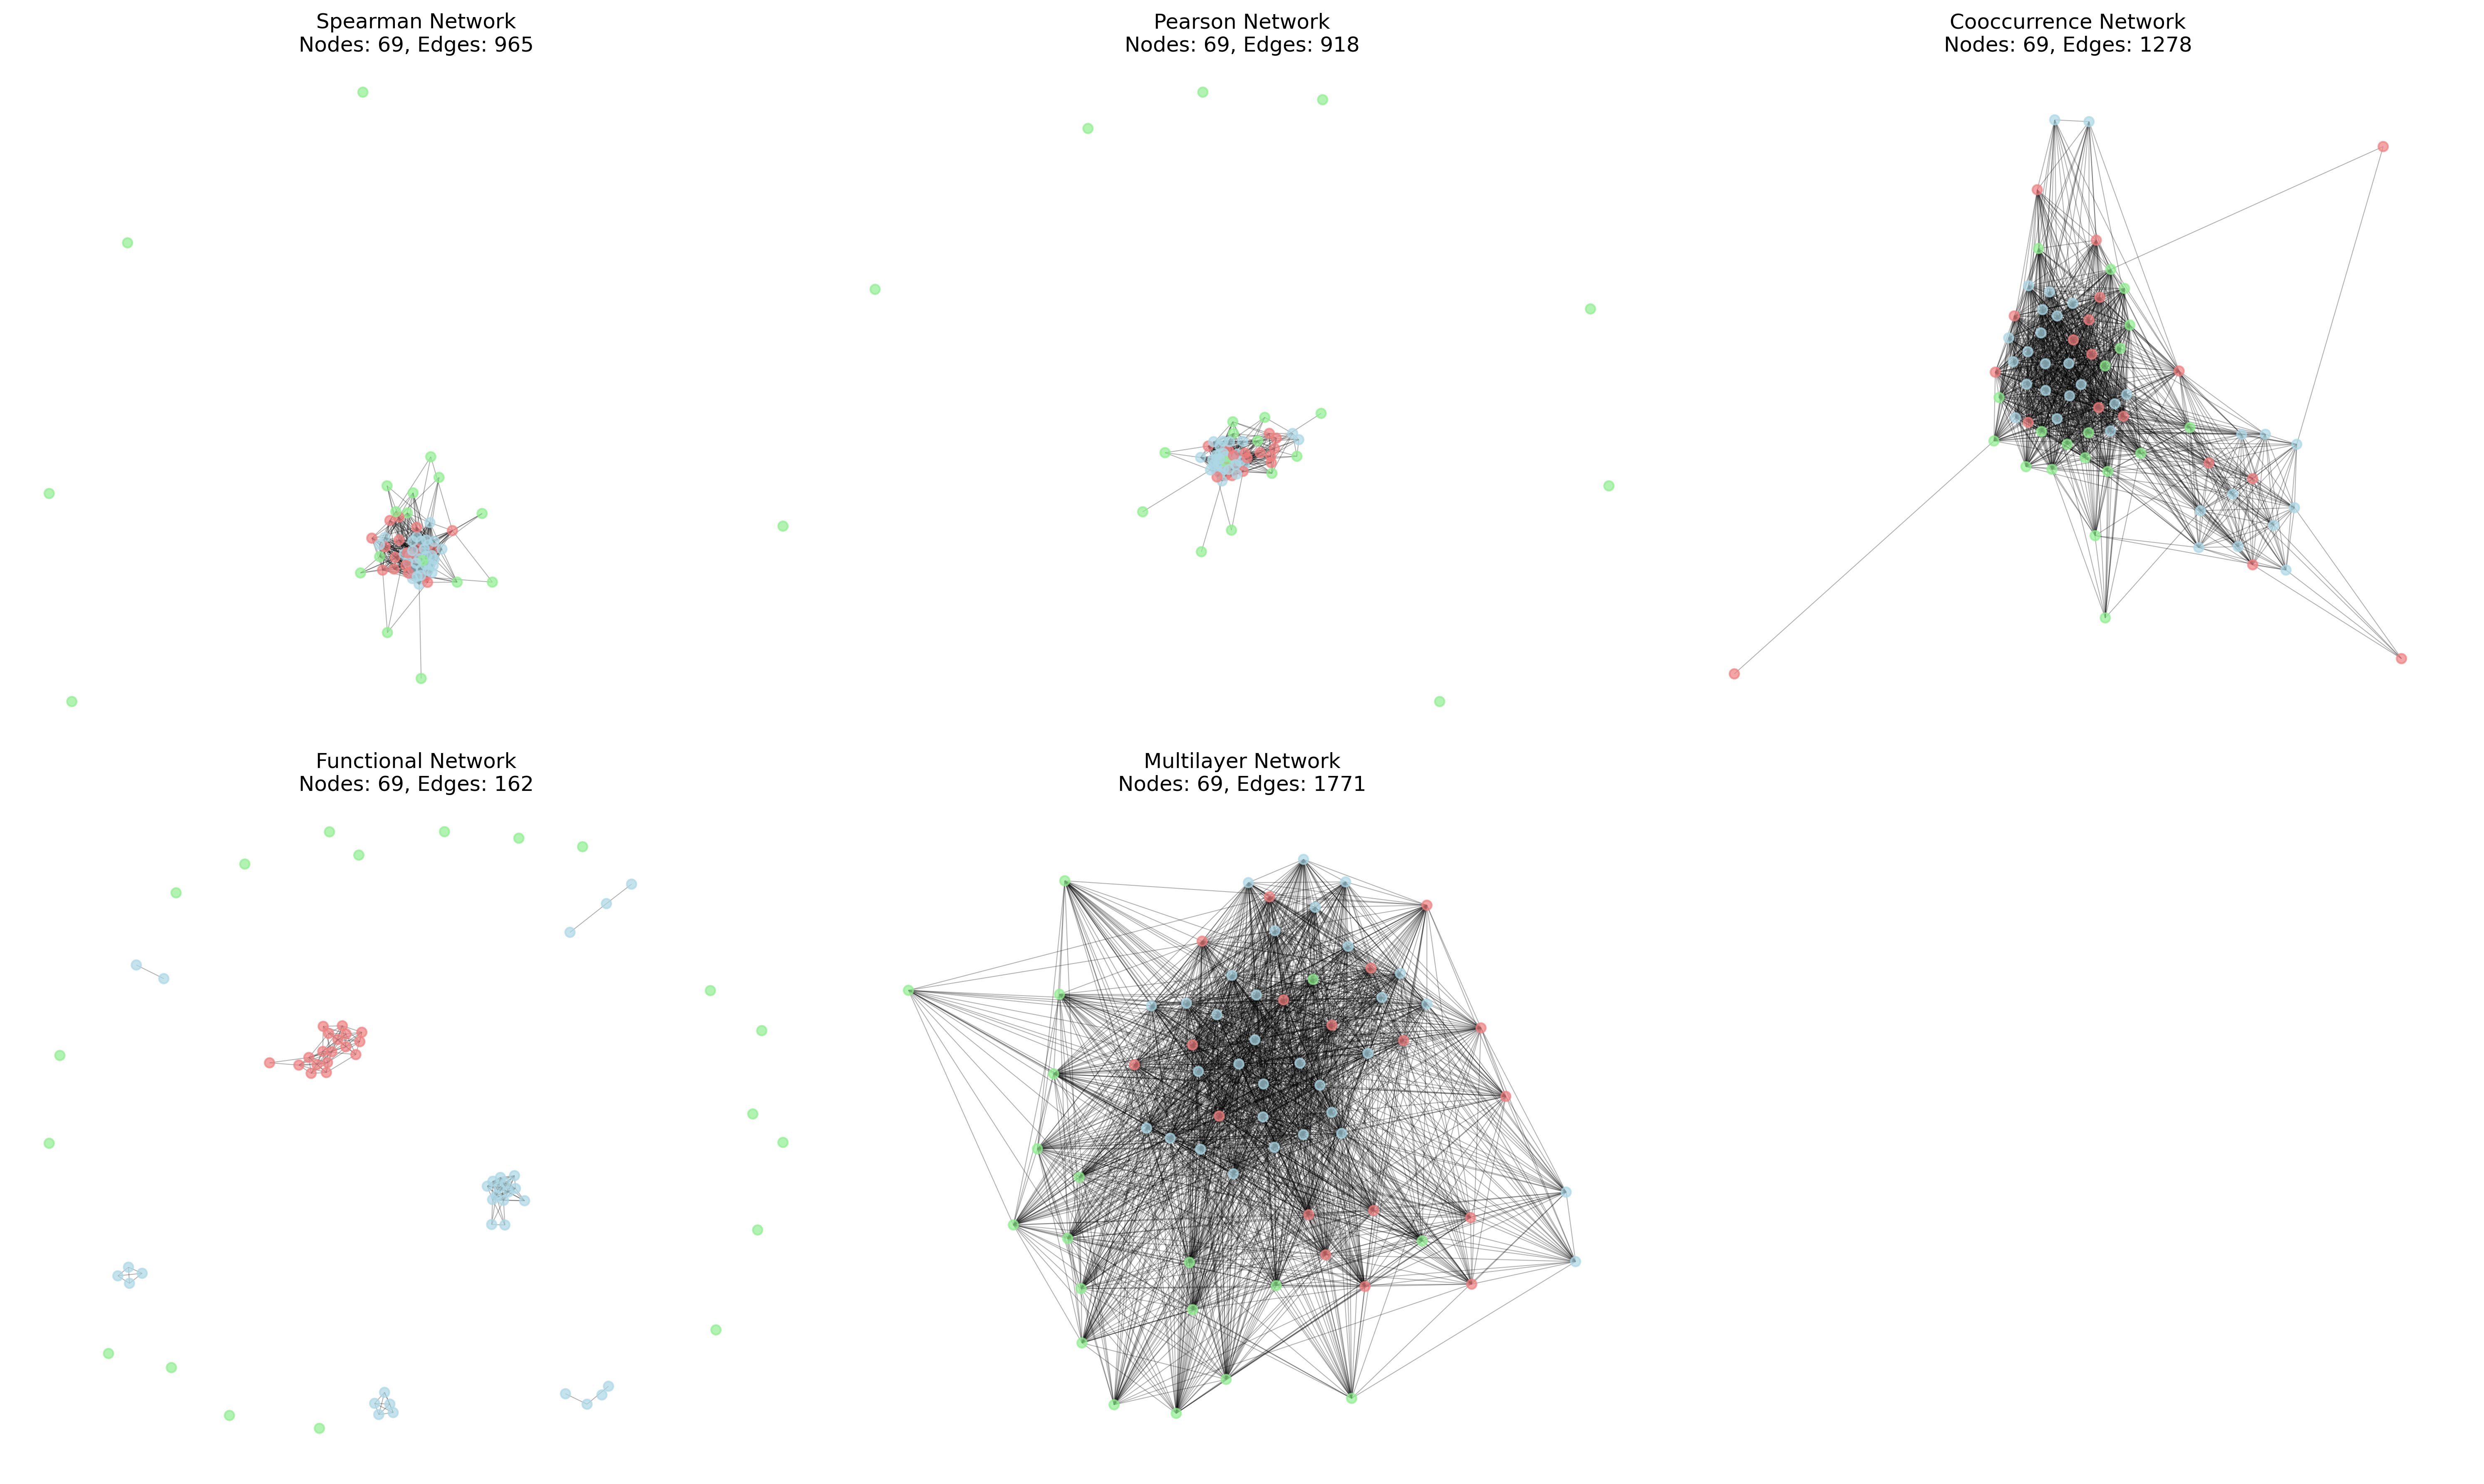 Spearman Network
Nodes: 69, Edges: 965
Pearson Network
Nodes: 69, Edges: 918
Cooccurrence Network
Nodes: 69, Edges: 1278
Functional Network
Nodes: 69, Edges: 162
Multilayer Network
Nodes: 69, Edges: 1771